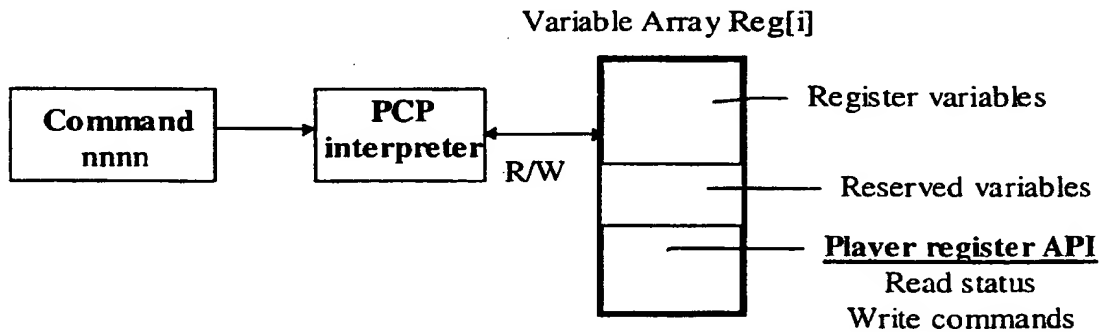 Variable Array Reg[i]
Command
nnnn
PCP
interpreter
R/W
Register variables
Reserved variables
Plaver register API
Read status
Write commands